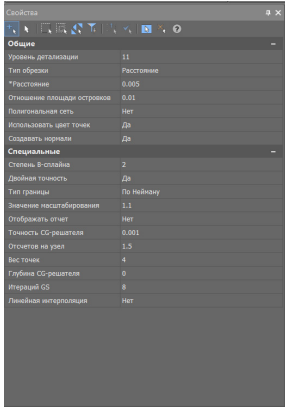 Свойства
Общие
Уровень детализации 11
Тип обрезки Расстояние
*Расстояние 0.005
Отношение площади островков 0.01
Полигональная сеть Нет
Использовать цвет точек Да
Создавать нормали Да
Специальные
Степень B-сплайна 2
Двойная точность Да
Тип границы По Нейману
Значение масштабирования 1.1
Отображать отчет Нет
Точность CG-решателя 0.001
Отсчетов на узел 1.5
Вес точек 4
Глубина CG-решателя 0
Итераций GS 8
Линейная интерполяция Нет